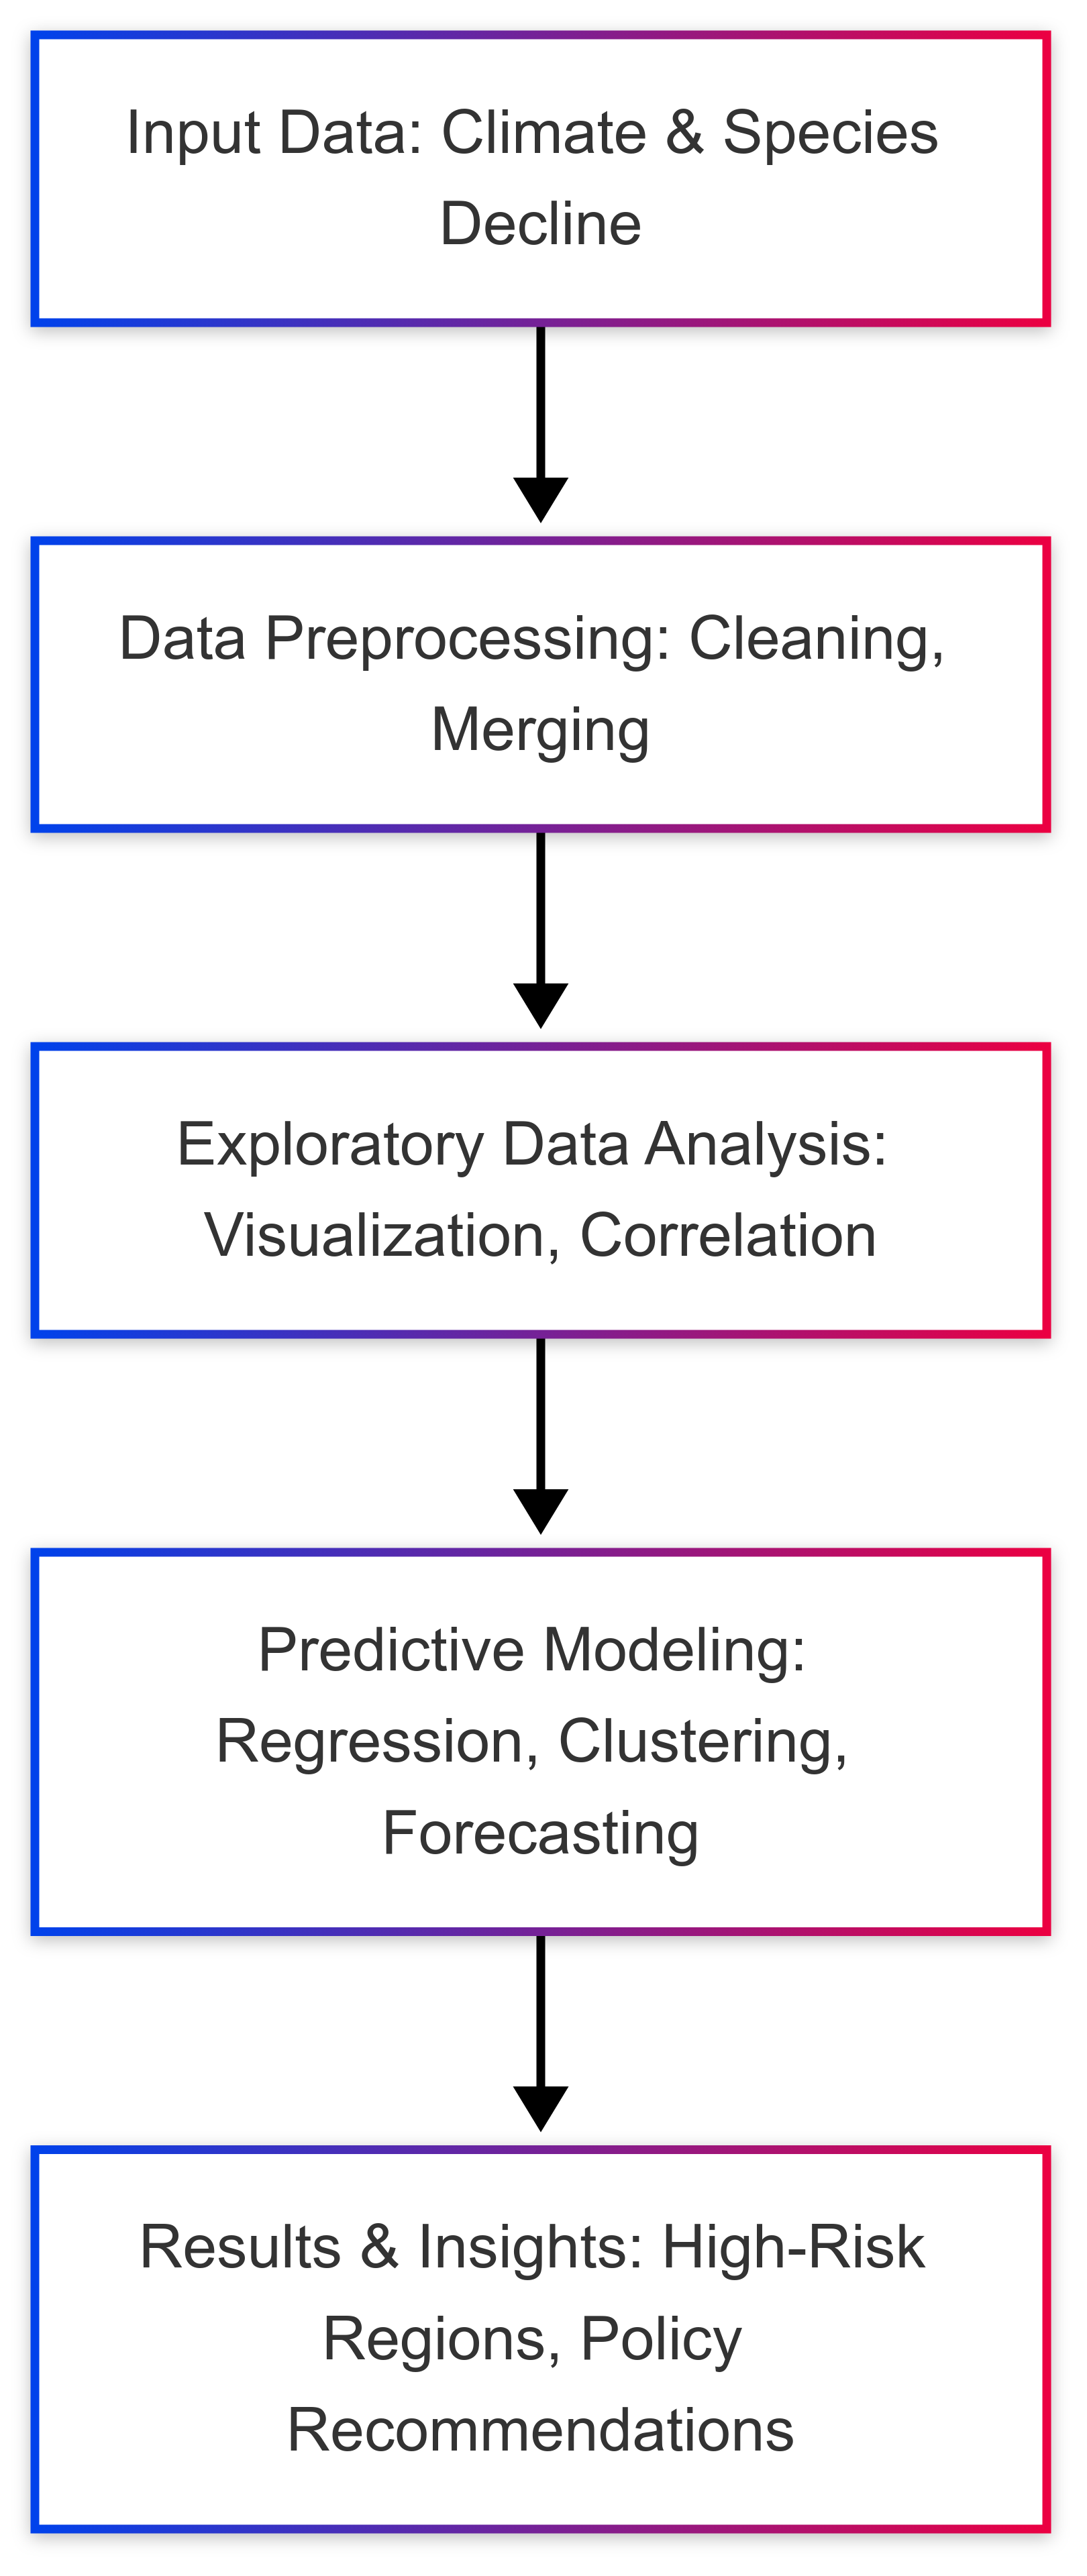 Input Data: Climate & Species
Decline
Data Preprocessing: Cleaning,
Merging
Exploratory Data Analysis:
Visualization, Correlation
Predictive Modeling:
Regression, Clustering,
Forecasting
Results & Insights: High-Risk
Regions, Policy
Recommendations